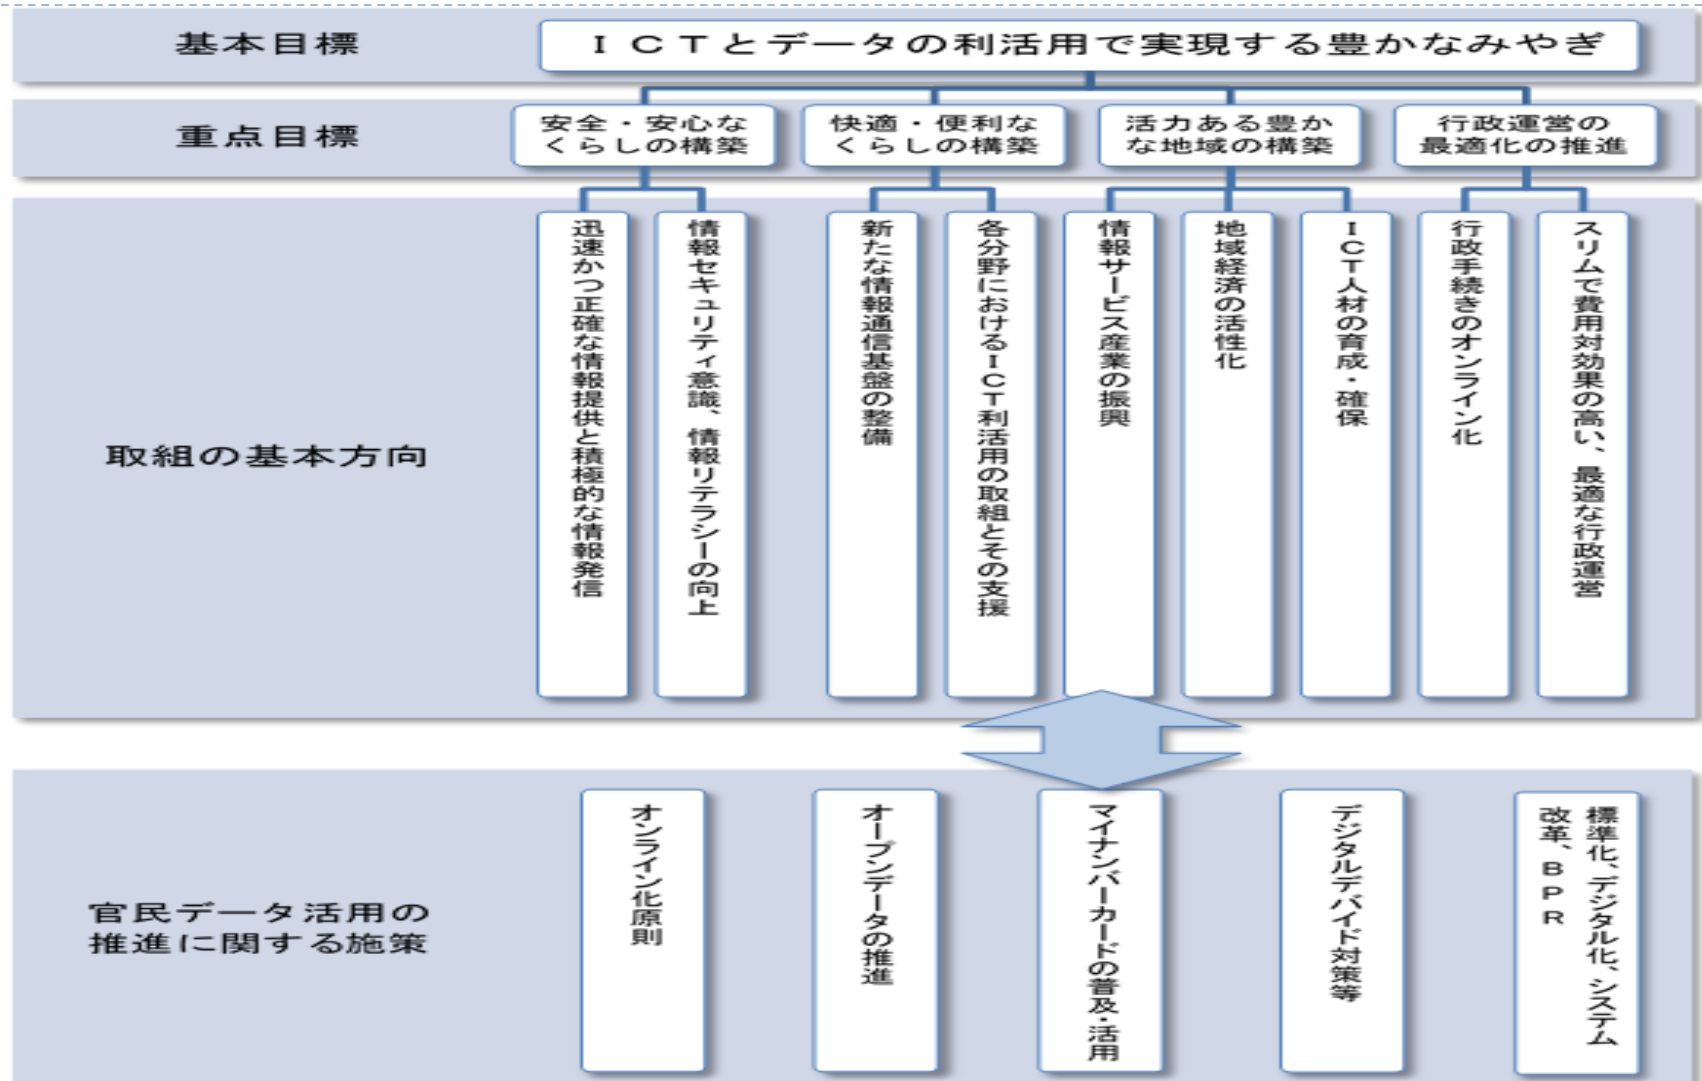 基本目標
ICTとデータの利活用で実現する豊かなみやぎ
重点目標
安全・安心な
くらしの構築
快適・便利な
くらしの構築
活力ある豊か
な地域の構築
行政運営の
最適化の推進
取組の基本方向
迅速かつ正確な情報提供と積極的な情報発信
情報セキュリティ意識、情報リテラシーの向上
新たな情報通信基盤の整備
各分野におけるICT利活用の取組とその支援
情報サービス産業の振興
地域経済の活性化
ICT人材の育成・確保
行政手続きのオンライン化
スリムで費用対効果の高い、最適な行政運営
官民データ活用の
推進に関する施策
オンライン化原則
オープンデータの推進
マイナンバーカードの普及・活用
デジタルデバイド対策等
標準化、デジタル化、システム
改革、BPR